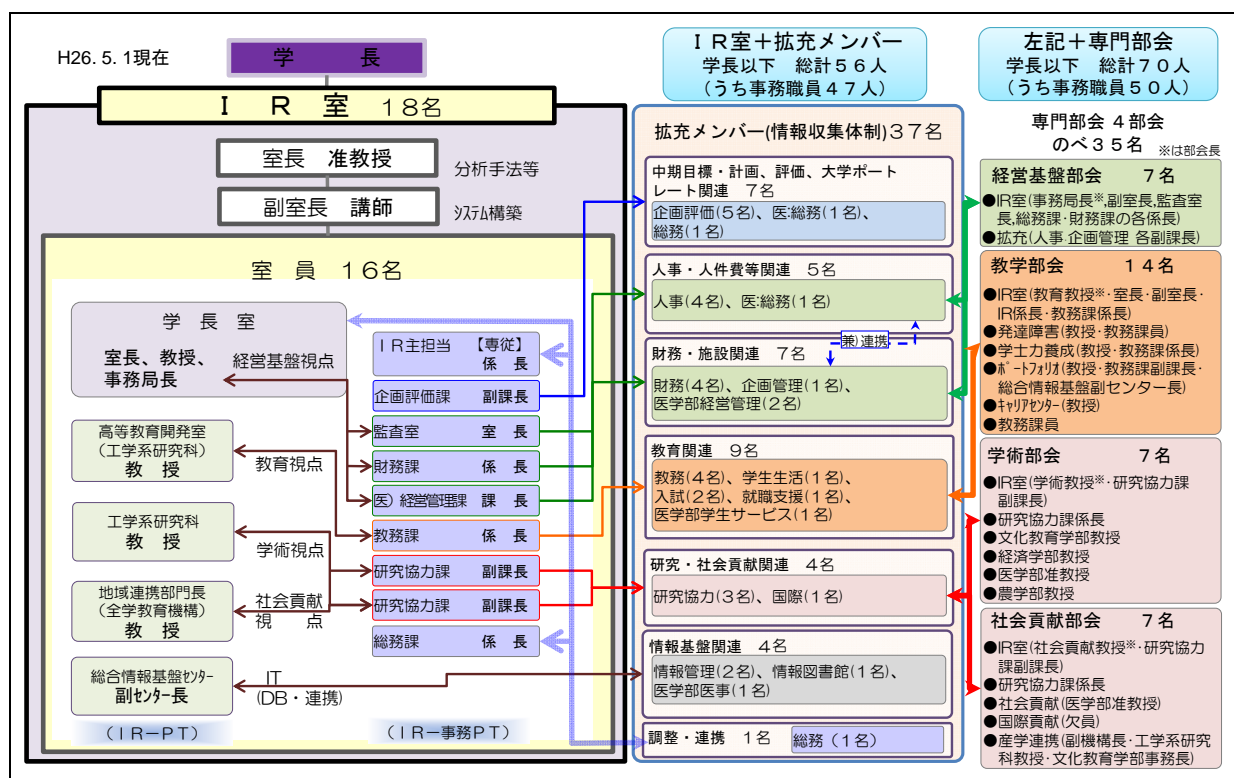 H26.5.1現在
学　　長
ＩＲ室＋拡充メンバー
学長以下　総計５６人
（うち事務職員４７人）
左記＋専門部会
学長以下　総計７０人
（うち事務職員５０人）
Ｉ　Ｒ　室　18名
室長　准教授
分析手法等
副室長　講師
ｼｽﾃﾑ構築
室　員　16名
学　長　室
室長、教授、
事務局長
経営基盤視点
高等教育開発室
（工学系研究科）
教　授
教育視点
工学系研究科
教　授
学術視点
地域連携部門長
（全学教育機構）
教　授
社会貢献
視　点
総合情報基盤ｾﾝﾀｰ
副ｾﾝﾀｰ長
IT
(DB・連携)
（ＩＲ－ＰＴ）
ＩＲ主担当　【専従】
係　長
企画評価課　副課長
監査室　室　長
財務課　係　長
医）経営管理課　課　長
教務課　係　長
研究協力課　副課長
研究協力課　副課長
総務課　係　長
（ＩＲ－事務ＰＴ）
拡充メンバー(情報収集体制)３７名
中期目標・計画、評価、大学ポート
レート関連　７名
企画評価(５名)、医:総務(１名)、
総務(１名)
人事・人件費等関連　５名
人事(４名)、医:総務(１名)
兼)連携
財務・施設関連　７名
財務(４名)、企画管理(１名)、
医学部経営管理(２名)
教育関連　９名
教務(４名)、学生生活(１名)、
入試(２名)、就職支援(１名)、
医学部学生サービス(１名)
研究・社会貢献関連　４名
研究協力(３名)、国際(１名)
情報基盤関連　４名
情報管理(２名)、情報図書館(１名)、
医学部医事(１名)
調整・連携　１名
総務（１名）
専門部会 ４部会
のべ３５名　※は部会長
経営基盤部会　７名
●IR室(事務局長※,副室長,監査室
長,総務課・財務課の各係長)
●拡充(人事・企画管理 各副課長)
教学部会　１４名
●IR室(教育教授※・室長・副室長・
IR係長・教務課係長)
●発達障害(教授・教務課員)
●学士力養成(教授・教務課係長)
●ﾎﾟｰﾄﾌｫﾘｵ(教授・教務課副課長・
総合情報基盤副センター長)
●ｷｬﾘｱセンター(教授)
●教務課員
学術部会　７名
●IR室(学術教授※・研究協力課
副課長)
●研究協力課係長
●文化教育学部教授
●経済学部教授
●医学部准教授
●農学部教授
社会貢献部会　７名
●IR室(社会貢献教授※・研究協力
課副課長)
●研究協力課係長
●社会貢献(医学部准教授)
●国際貢献(欠員)
●産学連携(副機構長・工学系研究
科教授・文化教育学部事務長)